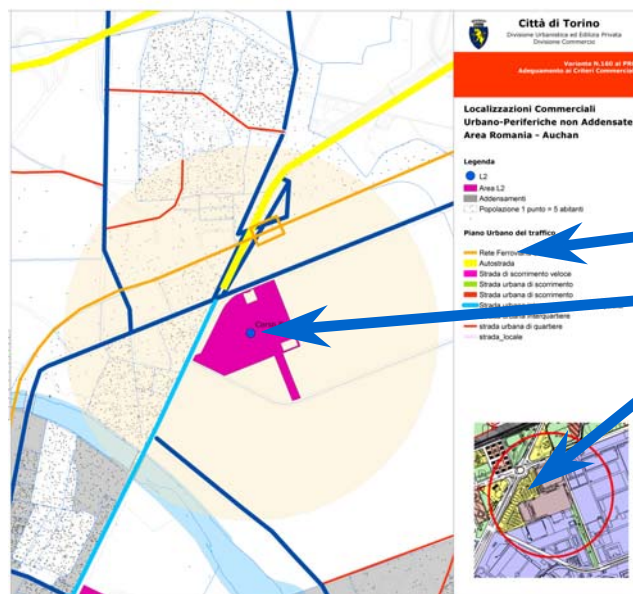 Città di Torino
Divisione Urbanistica ed Edilizia Privata
Divisione Commercio
Variante N.160 al PR
Adeguamento ai Criteri Commercia
Localizzazioni Commerciali
Urbano-Periferiche non Addensate
Area Romania - Auchan
Legenda
L2
Area L2
Addensamenti
Popolazione 1 punto = 5 abitanti
Piano Urbano del traffico
Rete Ferrovia
Autostrada
Strada di scorrimento veloce
Strada urbana di scorrimento
Strada urbana di scorrimento
Strada urbana
strada urbana di quartiere
strada_locale